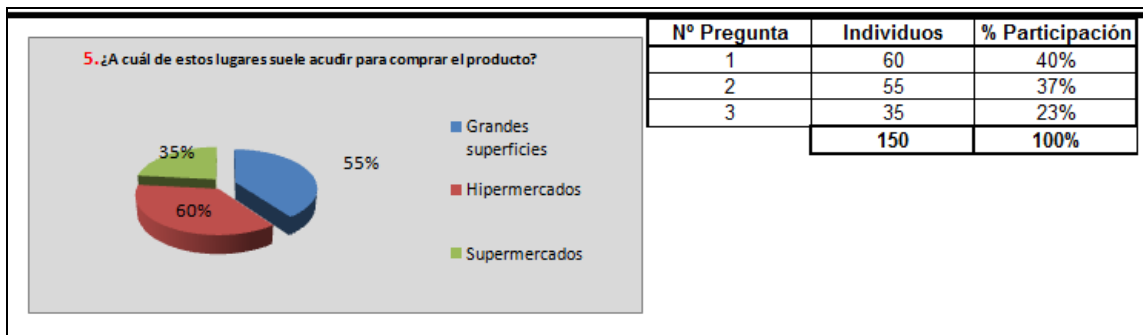 5.¿A cuál de estos lugares suele acudir para comprar el producto?
35%
55%
60%
Grandes
superficies
Hipermercados
Supermercados
Nº Pregunta Individuos % Participación
1 60 40%
2 55 37%
3 35 23%
150 100%